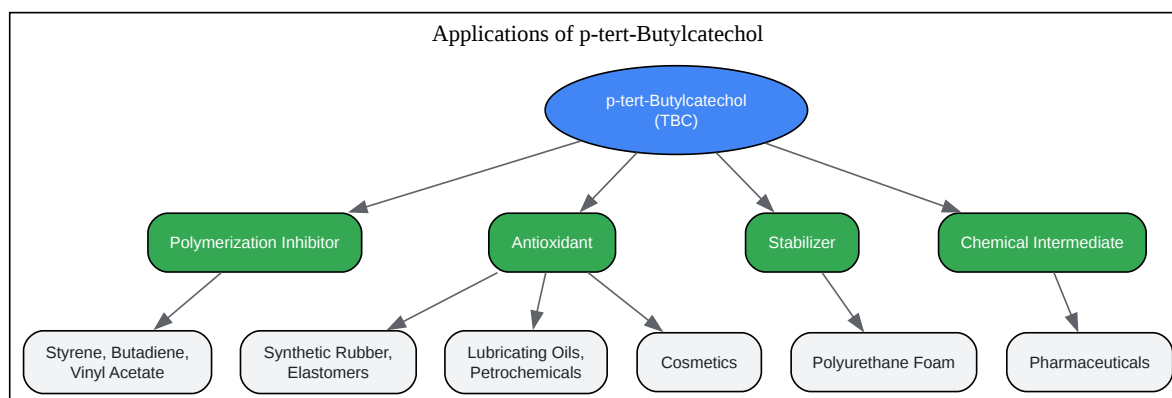 Applications of p-tert-Butylcatechol
p-tert-Butylcatechol
(TBC)
Polymerization Inhibitor
Antioxidant
Stabilizer
Chemical Intermediate
Styrene, Butadiene,
Vinyl Acetate
Synthetic Rubber,
Elastomers
Lubricating Oils,
Petrochemicals
Cosmetics
Polyurethane Foam
Pharmaceuticals